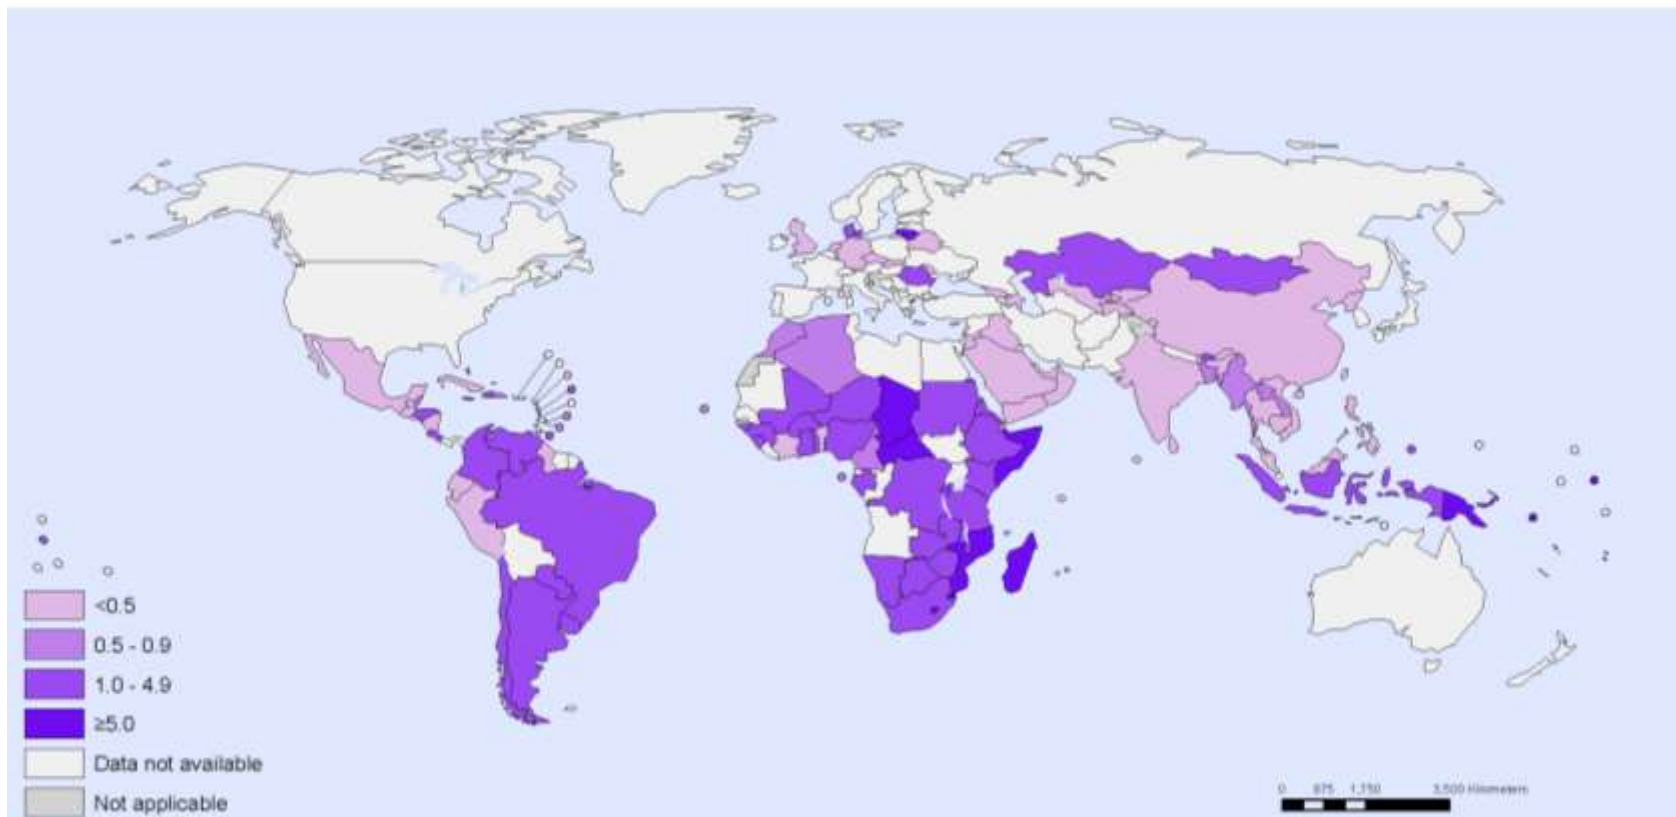 <0.5
0.5 - 0.9
1.0 - 4.9
≥5.0
Data not available
Not applicable
0 875 1,750 3,500 Kilometers